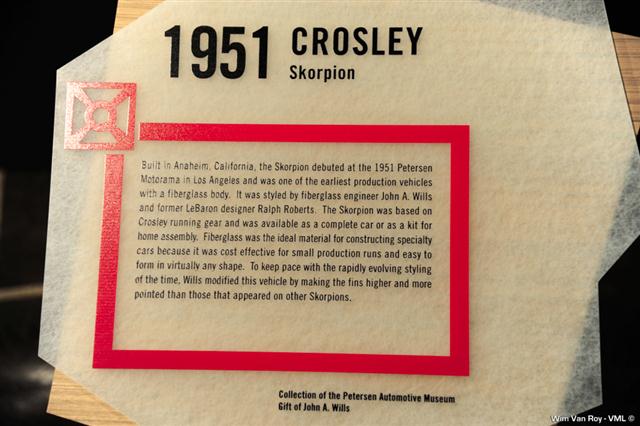 1951 CROSLEY
Skorpion
Built in Anaheim, California, the Skorpion debuted at the 1951 Petersen
Motorama in Los Angeles and was one of the earliest production vehicles
with a fiberglass body. It was styled by fiberglass engineer John A. Wills
and former LeBaron designer Ralph Roberts. The Skorpion was based on
Crosley running gear and was available as a complete car or as a kit for
home assembly. Fiberglass was the ideal material for constructing specialty
cars because it was cost effective for small production runs and easy to
form in virtually any shape. To keep pace with the rapidly evolving styling
of the time, Wills modified this vehicle by making the fins higher and more
pointed than those that appeared on other Skorpions.
Collection of the Petersen Automotive Museum
Gift of John A. Wills
Wim Van Roy - VML ©